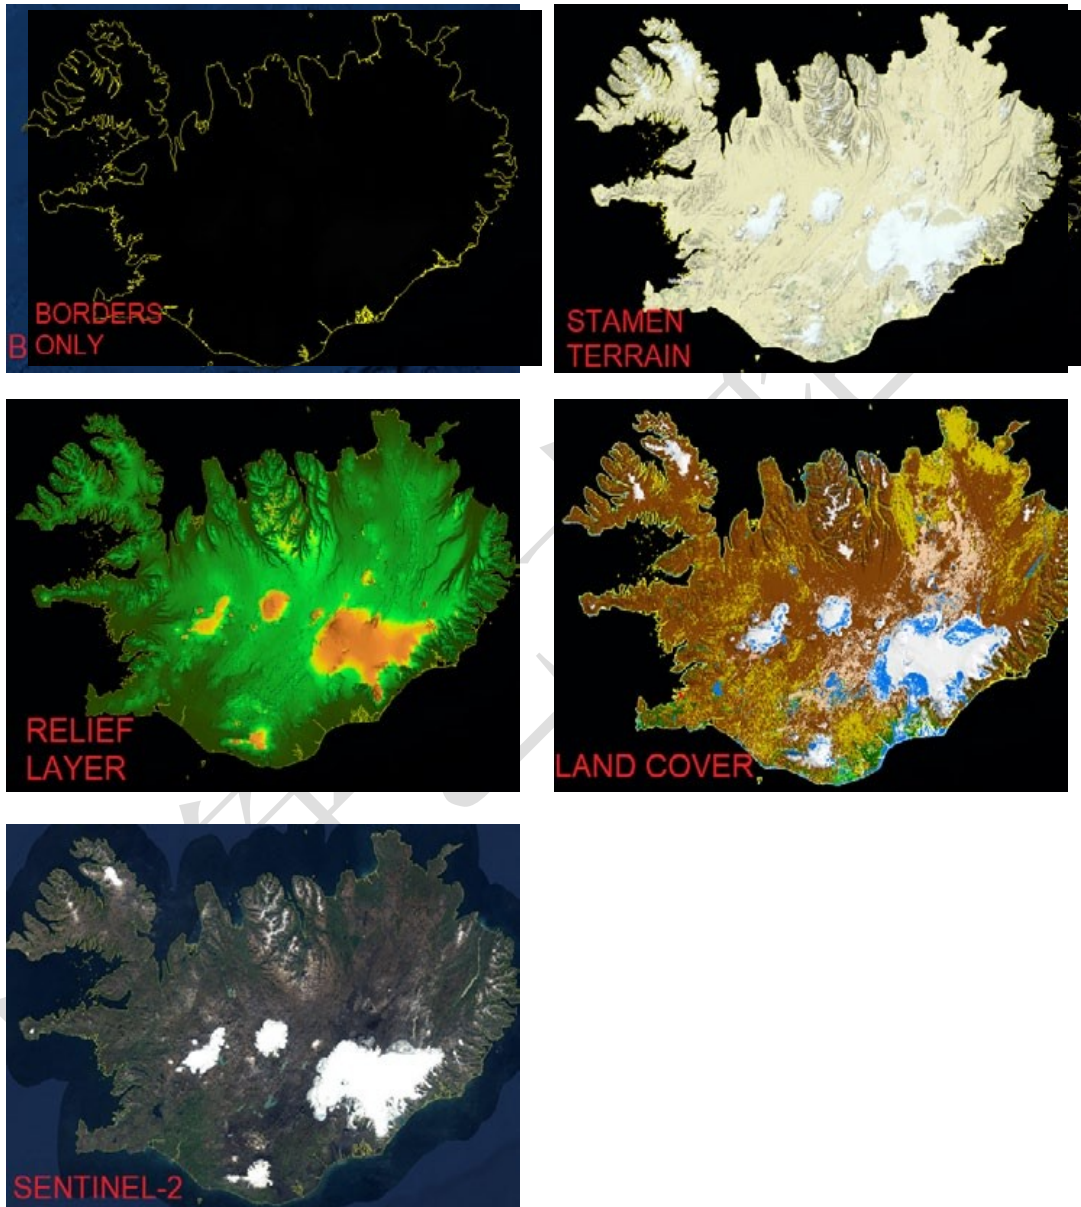 BORDERS
B ONLY
STAMEN
TERRAIN
RELIEF
LAYER
LAND COVER
SENTINEL-2